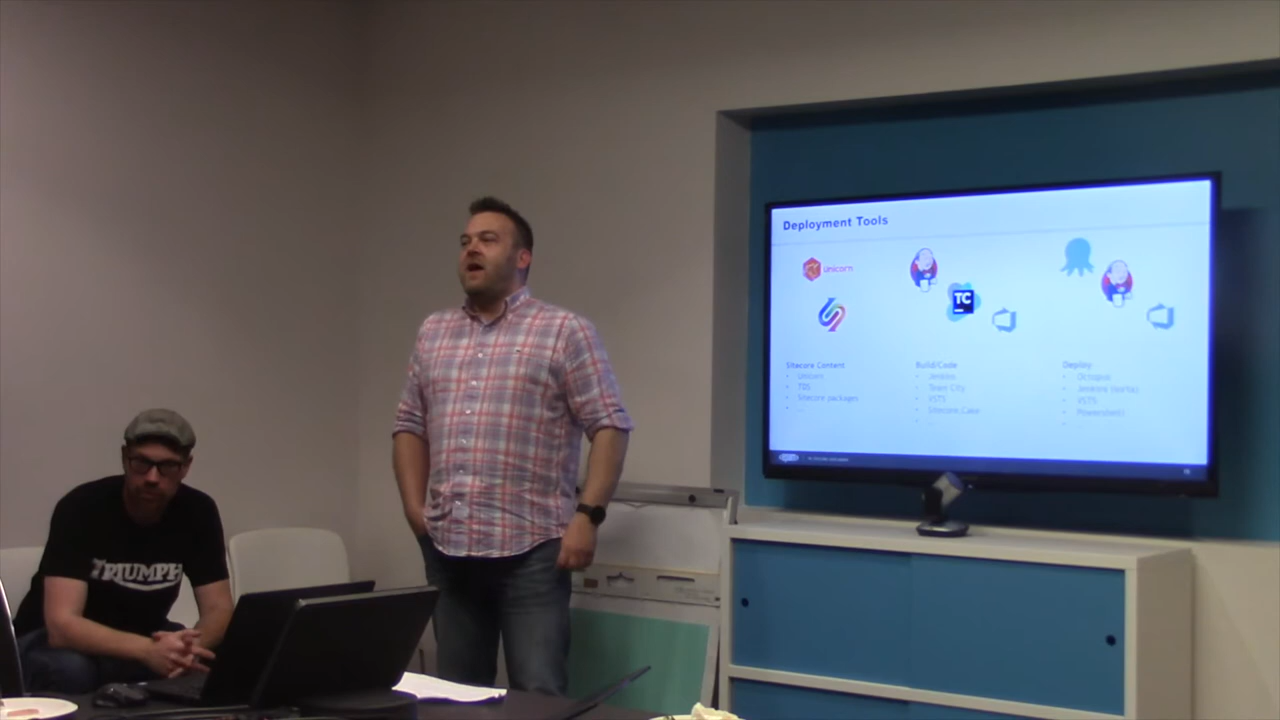 Deployment Tools
Unicorn
TC
Sitecore Content
• Unicorn
• TDS
• Sitecore packages
• ...
Build/Code
• Jenkins
• Team City
• VSTS
• Sitecore.Cake
Deploy:
• Octopus
• Jenkins
• VSTS
• Powershell
TRIUMPH